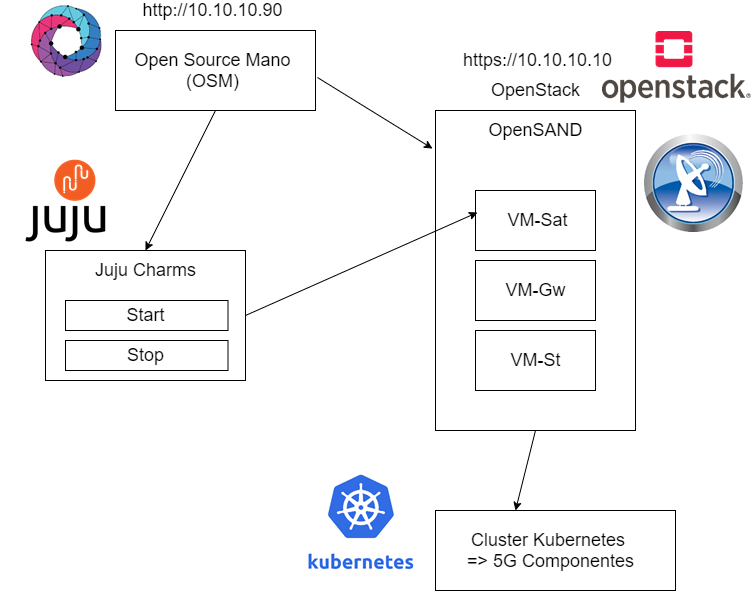 http://10.10.10.90
Open Source Mano
(OSM)
https://10.10.10.10
OpenStack
openstack.
OpenSAND
juju
VM-Sat
Juju Charms
VM-Gw
Start
Stop
VM-St
kubernetes
Cluster Kubernetes
=> 5G Componentes